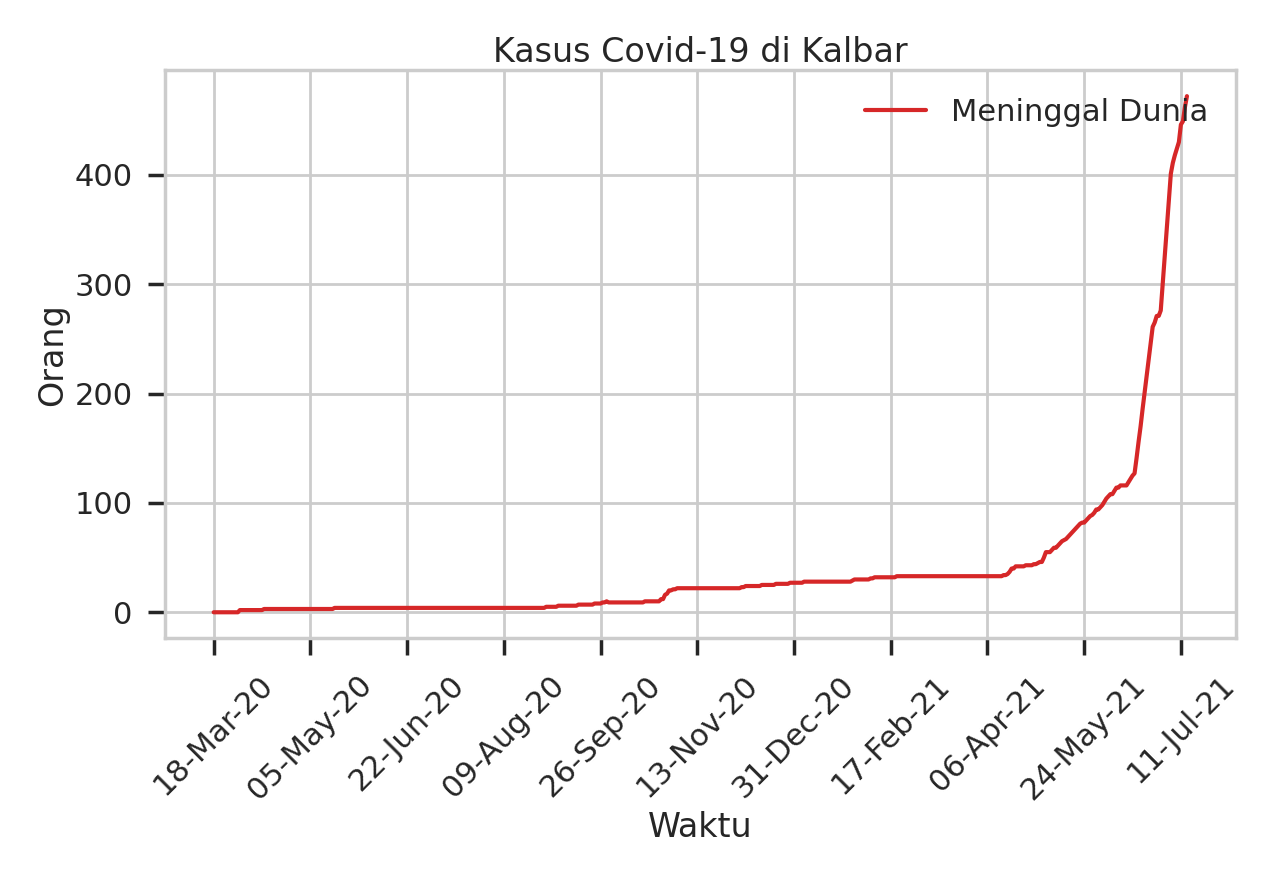 Kasus Covid-19 di Kalbar
Meninggal Dunia
400
300
200
100
0
Orang
18-Mar-20
05-May-20
22-Jun-20
09-Aug-20
26-Sep-20
13-Nov-20
31-Dec-20
17-Feb-21
06-Apr-21
24-May-21
11-Jul-21
Waktu